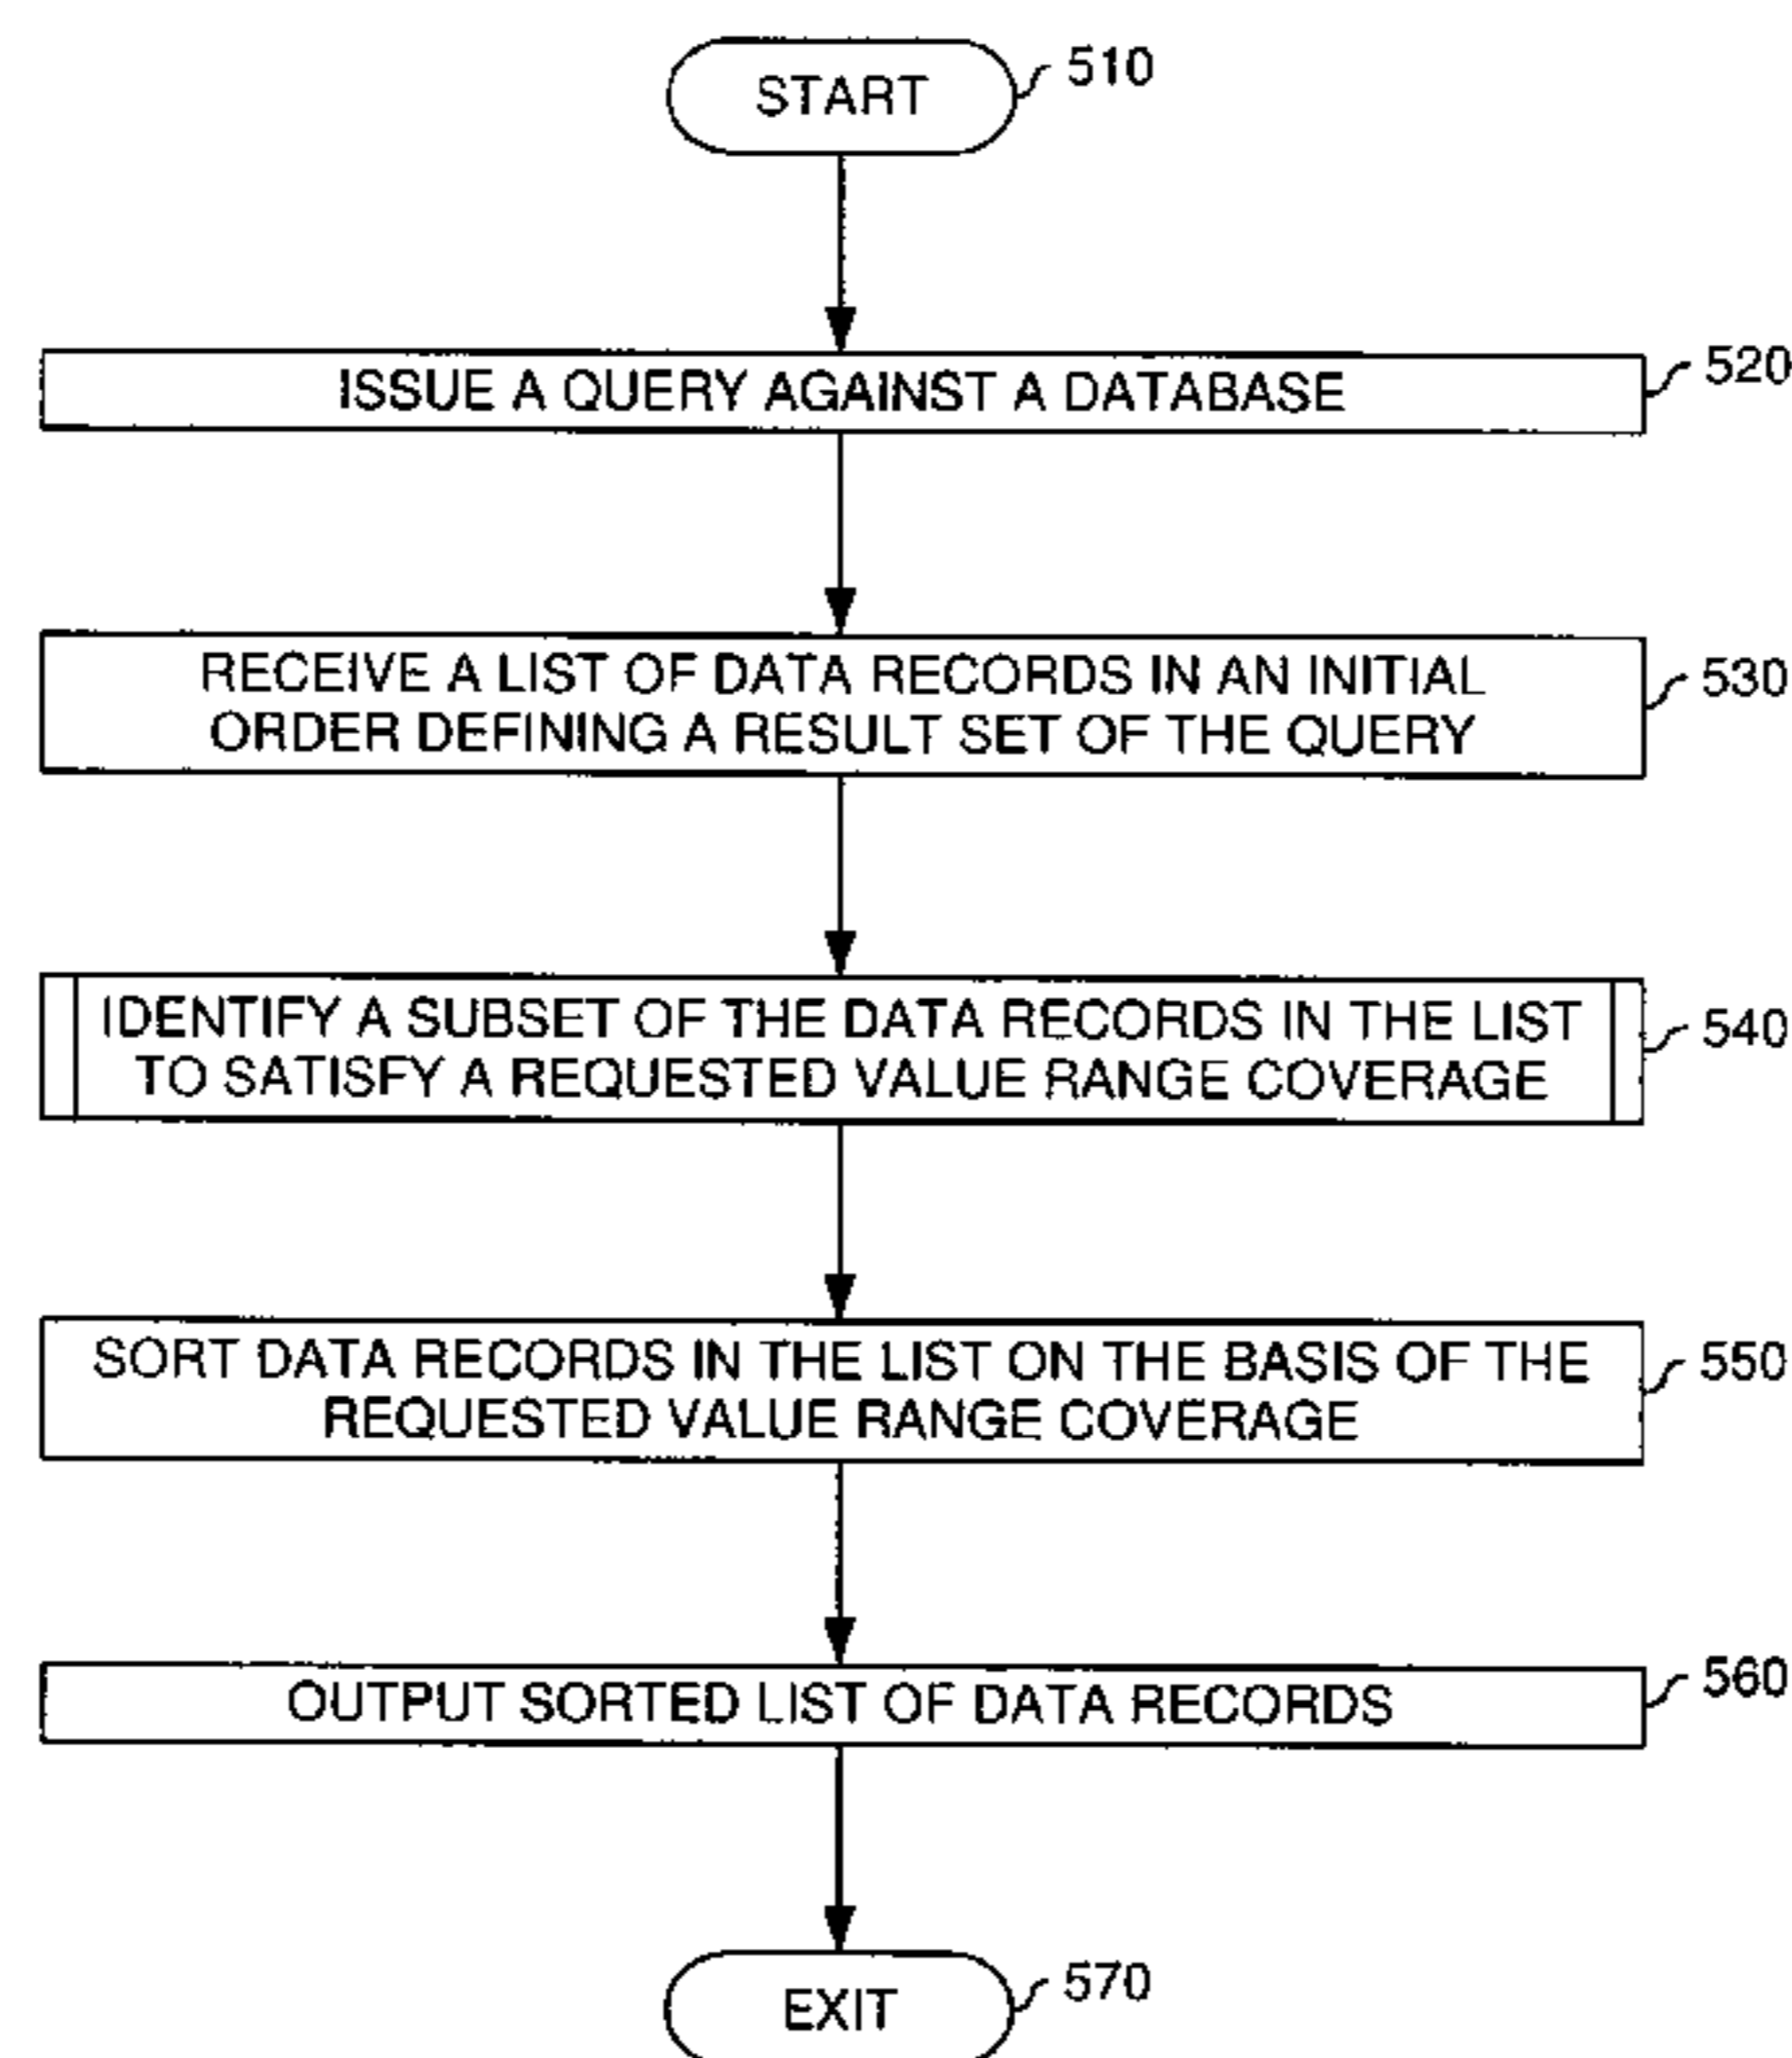 START
510
ISSUE A QUERY AGAINST A DATABASE
520
RECEIVE A LIST OF DATA RECORDS IN AN INITIAL
ORDER DEFINING A RESULT SET OF THE QUERY
530
IDENTIFY A SUBSET OF THE DATA RECORDS IN THE LIST
TO SATISFY A REQUESTED VALUE RANGE COVERAGE
540
SORT DATA RECORDS IN THE LIST ON THE BASIS OF THE
REQUESTED VALUE RANGE COVERAGE
550
OUTPUT SORTED LIST OF DATA RECORDS
560
EXIT
570